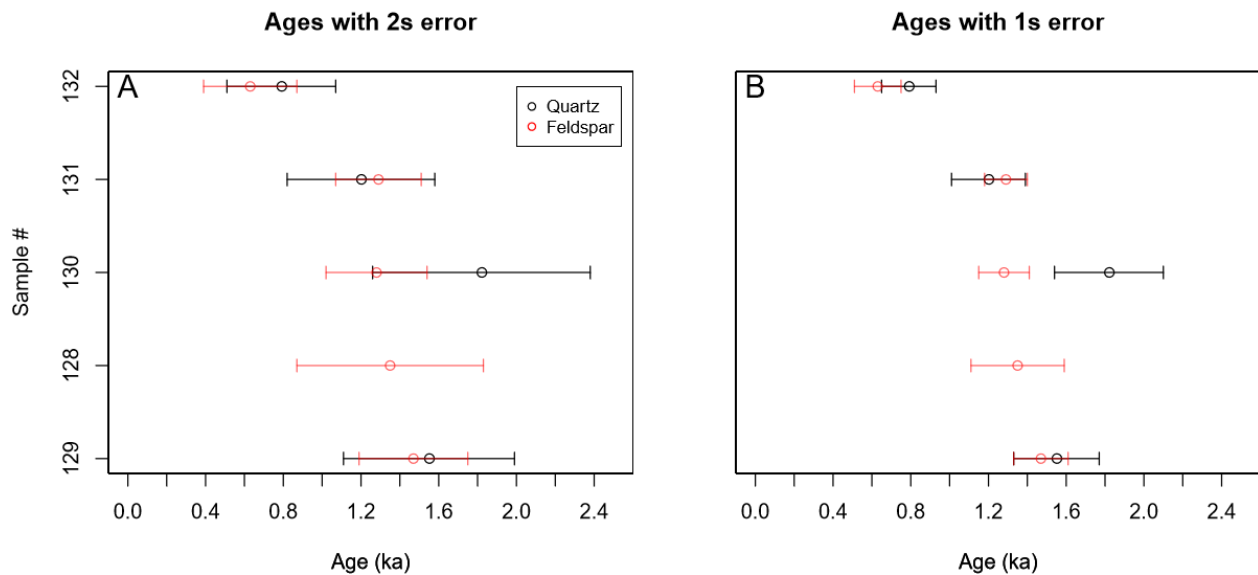 Ages with 2s error
A
Quartz
Feldspar
Sample #
132
131
130
128
129
0.0 0.4 0.8 1.2 1.6 2.0 2.4
Age (ka)
Ages with 1s error
B
0.0 0.4 0.8 1.2 1.6 2.0 2.4
Age (ka)